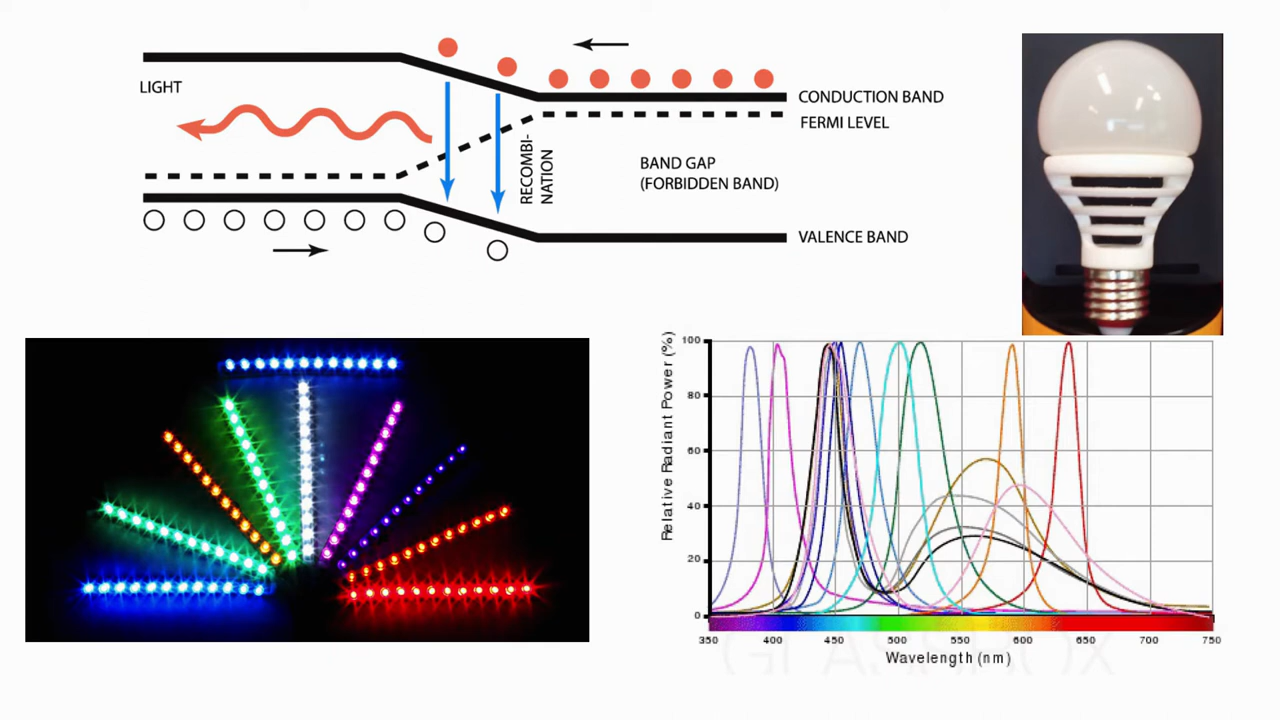 LIGHT
CONDUCTION BAND
FERMI LEVEL
RECOMBI-
NATION
BAND GAP
(FORBIDDEN BAND)
VALENCE BAND
Relative Radiant Power (%)
100
80
60
40
20
0
350 400 450 500 550 600 650 700 750
Wavelength (nm)